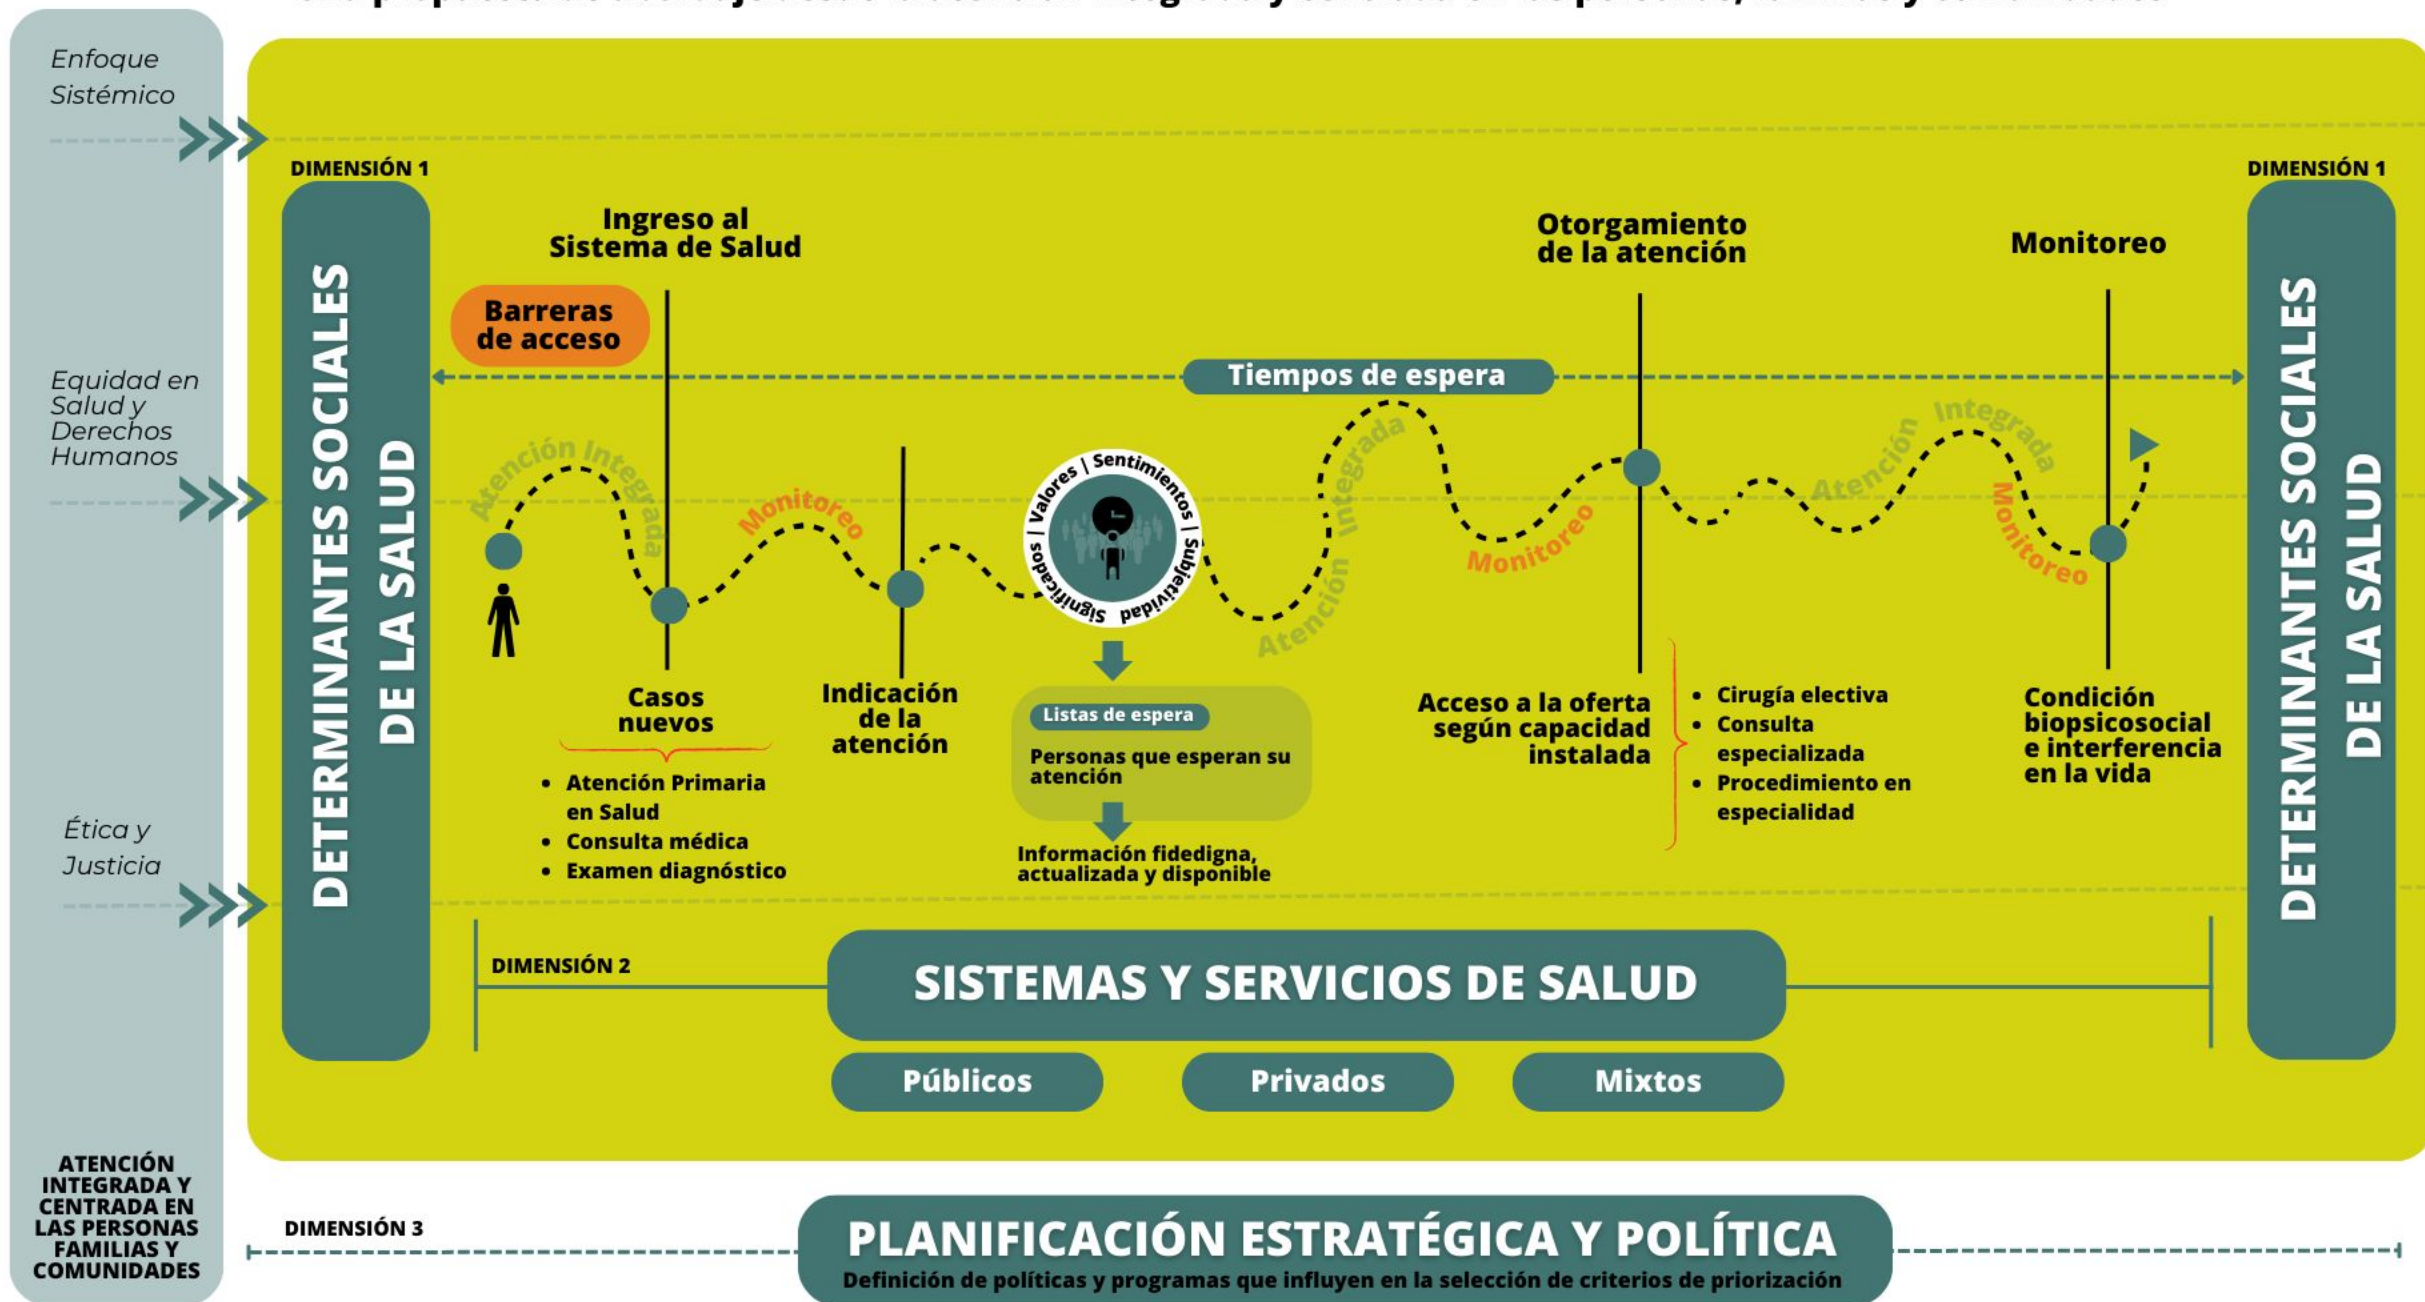 Enfoque
Sistémico
Equidad en
Salud y
Derechos
Humanos
Ética y
Justicia
ATENCIÓN
INTEGRADA Y
CENTRADA EN
LAS PERSONAS
FAMILIAS Y
COMUNIDADES
DIMENSIÓN 1
DETERMINANTES SOCIALES
DE LA SALUD
Ingreso al
Sistema de Salud
Barreras
de acceso
Tiempos de espera
Otorgamiento
de la atención
Monitoreo
Atención Integrada
Monitoreo
Significados | Valores | Sentimientos | Subjetividad
Atención Integrada
Monitoreo
Atención Integrada
Monitoreo
Casos
nuevos
• Atención Primaria
en Salud
• Consulta médica
• Examen diagnóstico
Indicación
de la
atención
Listas de espera
Personas que esperan su
atención
Información fidedigna,
actualizada y disponible
Acceso a la oferta
según capacidad
instalada
• Cirugía electiva
• Consulta
especializada
• Procedimiento en
especialidad
Condición
biopsicosocial
e interferencia
en la vida
DIMENSIÓN 1
DETERMINANTES SOCIALES
DE LA SALUD
DIMENSIÓN 2
SISTEMAS Y SERVICIOS DE SALUD
Públicos
Privados
Mixtos
DIMENSIÓN 3
PLANIFICACIÓN ESTRATÉGICA Y POLÍTICA
Definición de políticas y programas que influyen en la selección de criterios de priorización